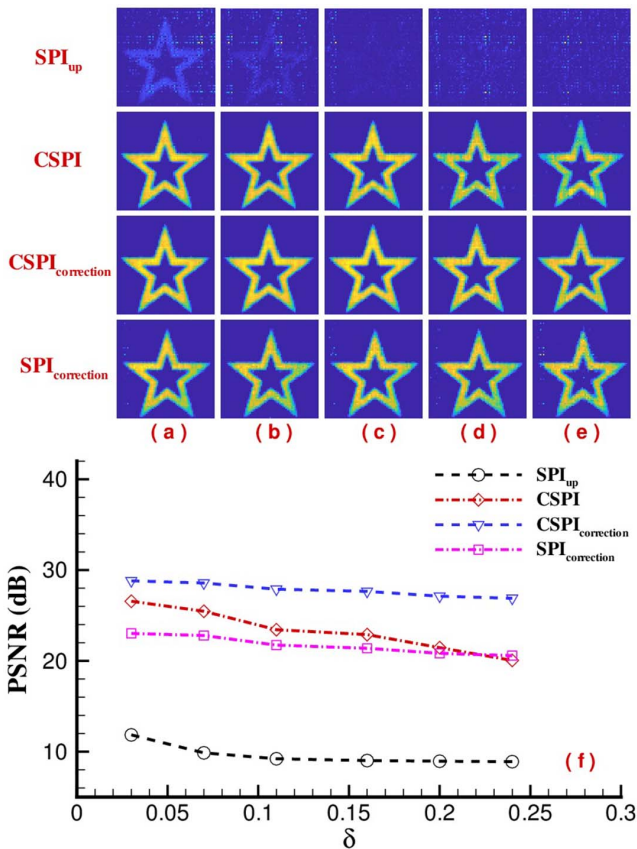 SPIup
CSPI
CSPIcorrection
SPIcorrection
( a ) ( b ) ( c ) ( d ) ( e )
40
30
20
10
PSNR (dB)
SPIup
CSPI
CSPIcorrection
SPIcorrection
( f )
0 0.05 0.1 0.15 0.2 0.25 0.3
δ